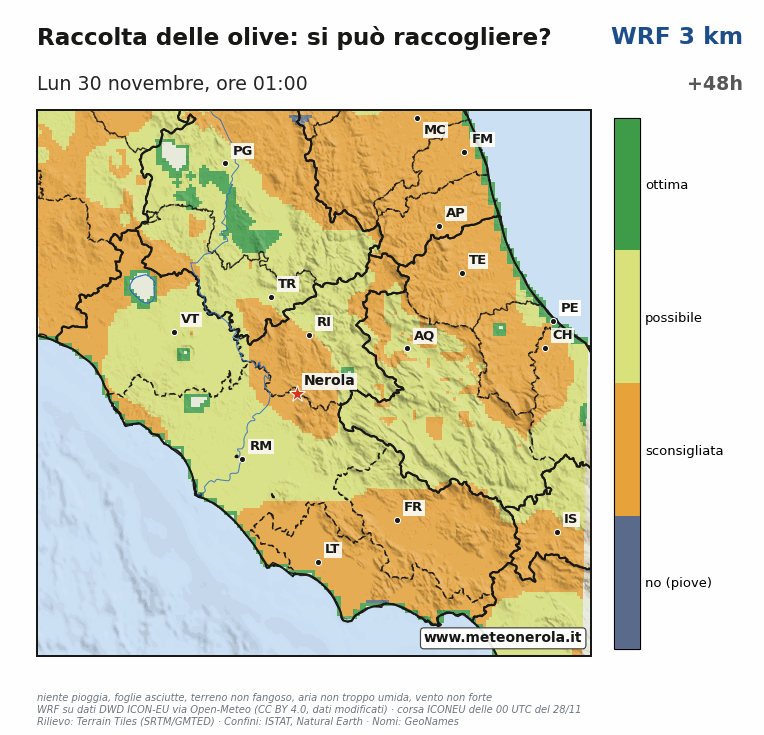 Raccolta delle olive: si può raccogliere?
WRF 3 km
Lun 30 novembre, ore 01:00
+48h
MC
FM
PG
AP
TE
TR
PE
VT
RI
AQ
CH
Nerola
RM
FR
IS
LT
www.meteonerola.it
ottima
possibile
sconsigliata
no (piove)
niente pioggia, foglie asciutte, terreno non fangoso, aria non troppo umida, vento non forte
WRF su dati DWD ICON-EU via Open-Meteo (CC BY 4.0, dati modificati) · corsa ICONEU delle 00 UTC del 28/11
Rilievo: Terrain Tiles (SRTM/GMTED) · Confini: ISTAT, Natural Earth · Nomi: GeoNames